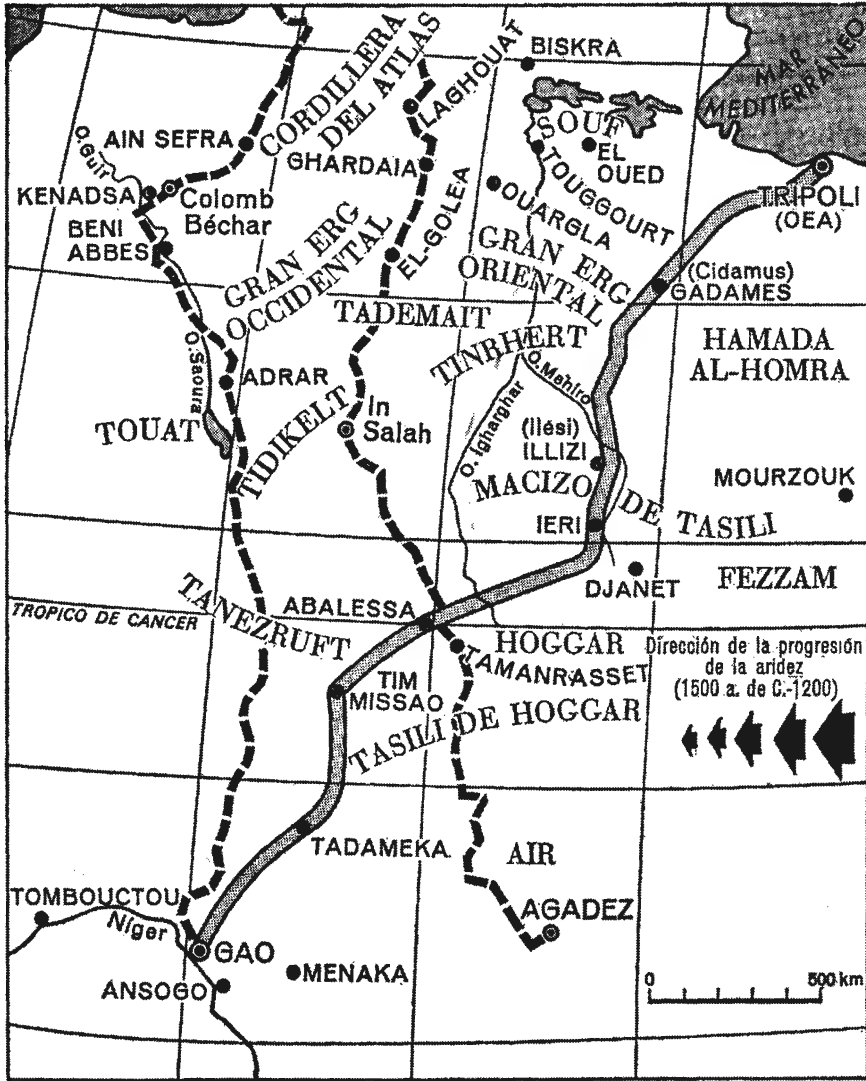 BISKRA
MAR
MEDITERRÁNEO
CORDILLERA
DEL ATLAS
LAGHOUAT
O. Guir
AIN SEFRA
GHARDAIA
SOUF
EL
OUED
TOUGGOURT
KENADSA
Colomb
Béchar
OUARGLA
TRIPOLI
(OEA)
BENI
ABBES
GRAN ERG
OCCIDENTAL
EL-GOLEA
GRAN ERG
ORIENTAL
(Cidamus)
GADAMES
TADEMAIT
TINRHERT
HAMADA
AL-HOMRA
O. Saoura
ADRAR
O. Mehiro
TOUAT
TIDIKELT
In
Salah
O. Igharghar
(Ilési)
ILLIZI
MACIZO
DE TASILI
MOURZOUK
IERI
DJANET
FEZZAM
TROPICO DE CANCER
TANEZRUFT
ABALESSA
HOGGAR
TAMANRASSET
Dirección de la progresión
de la aridez
(1500 a. de C.-1200)
TIM
MISSAO
TASILI DE HOGGAR
TADAMEKA
AIR
TOMBOUCTOU
Níger
AGADEZ
GAO
MENAKA
ANSOGO
0 500 km